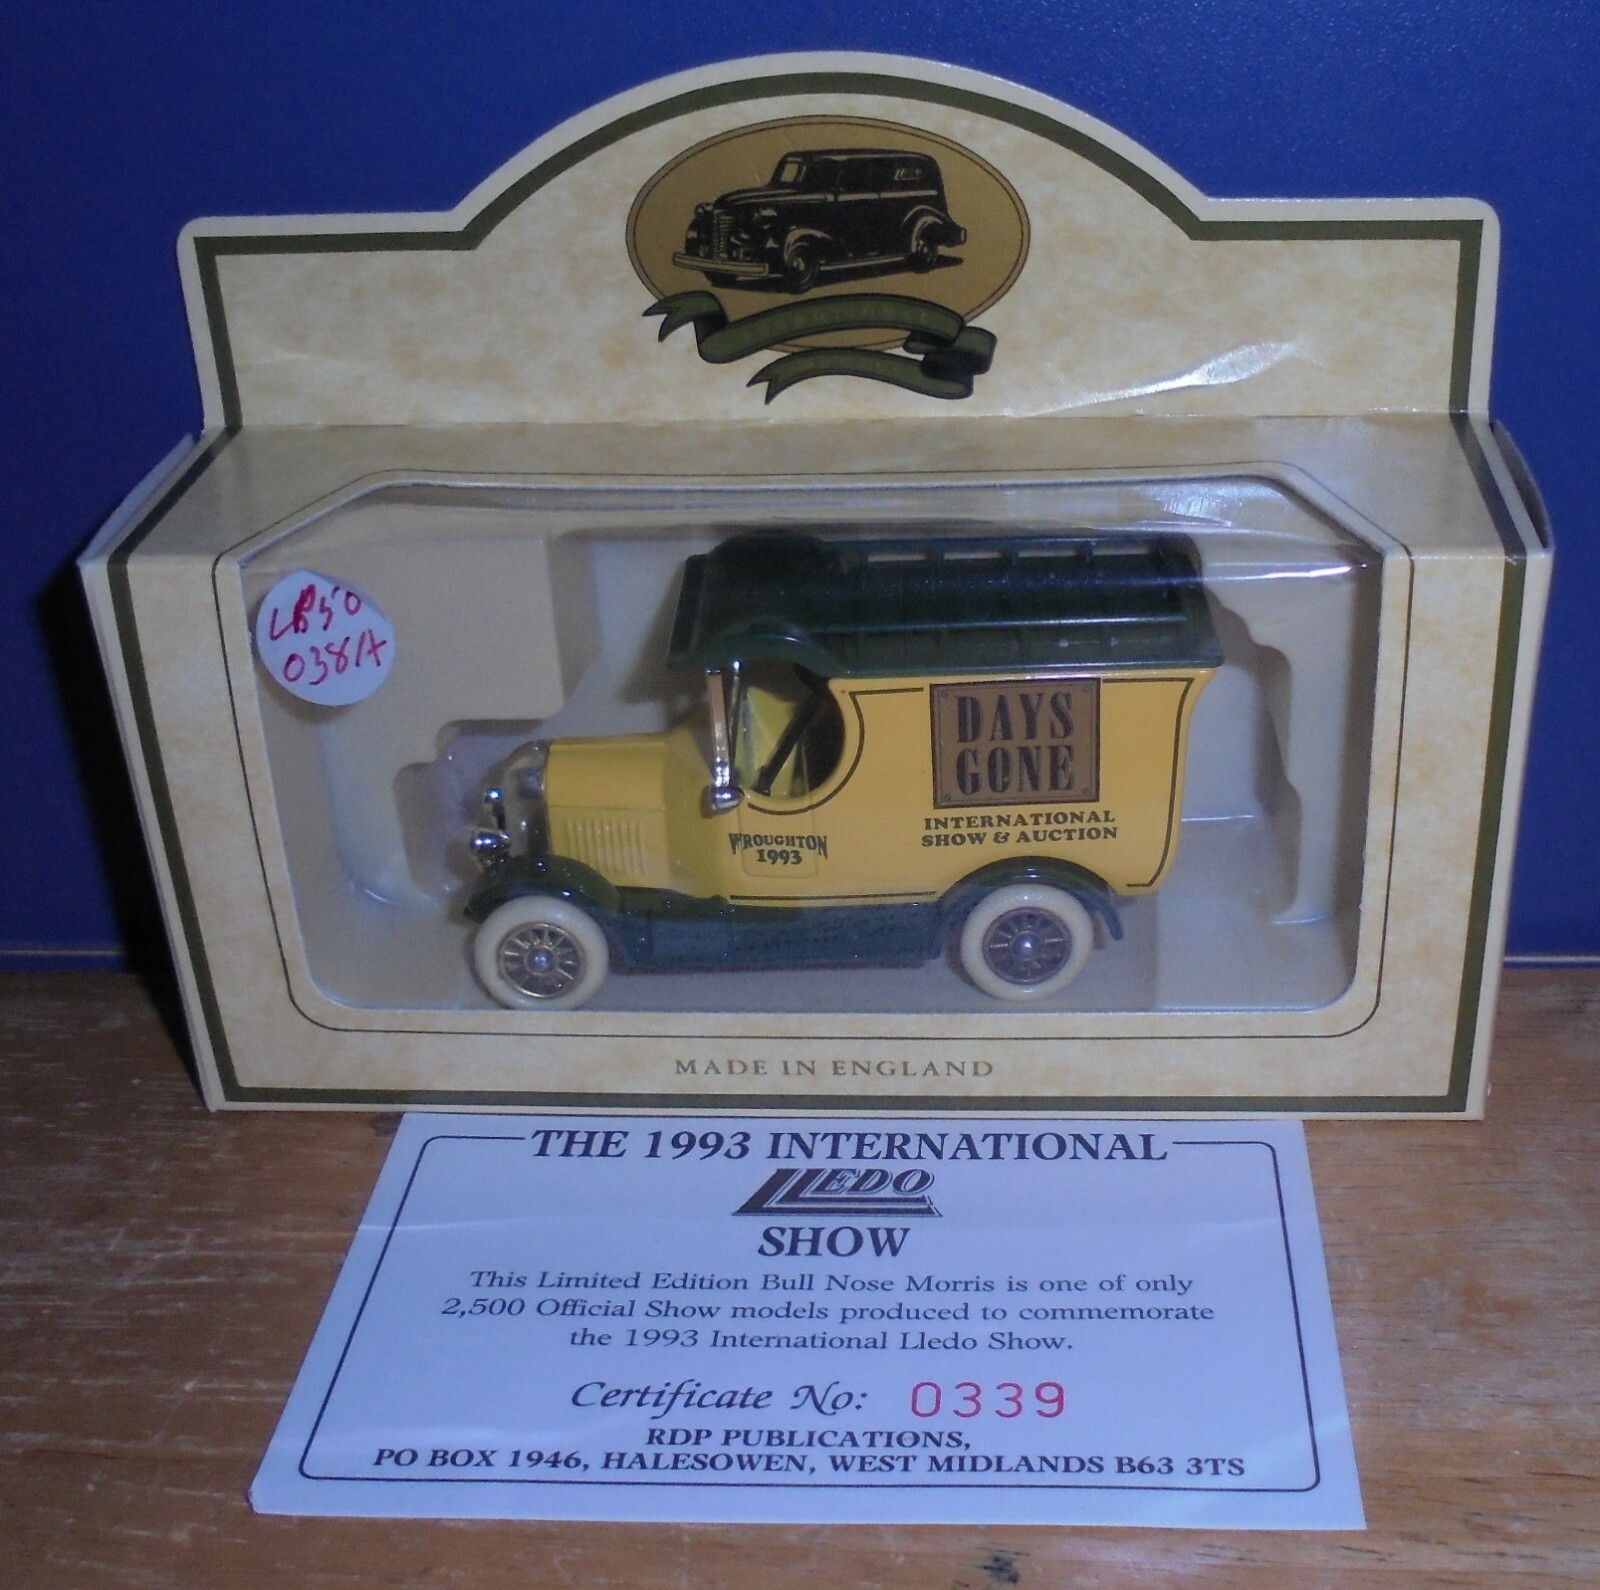 LLEDO
LP50
038A
DAYS
GONE
INTERNATIONAL
SHOW & AUCTION
WROUGHTON
1993
MADE IN ENGLAND
THE 1993 INTERNATIONAL
LLEDO
SHOW
This Limited Edition Bull Nose Morris is one of only
2,500 Official Show models produced to commemorate
the 1993 International Lledo Show.
Certificate No: 0339
RDP PUBLICATIONS,
PO BOX 1946, HALESOWEN, WEST MIDLANDS B63 3TS